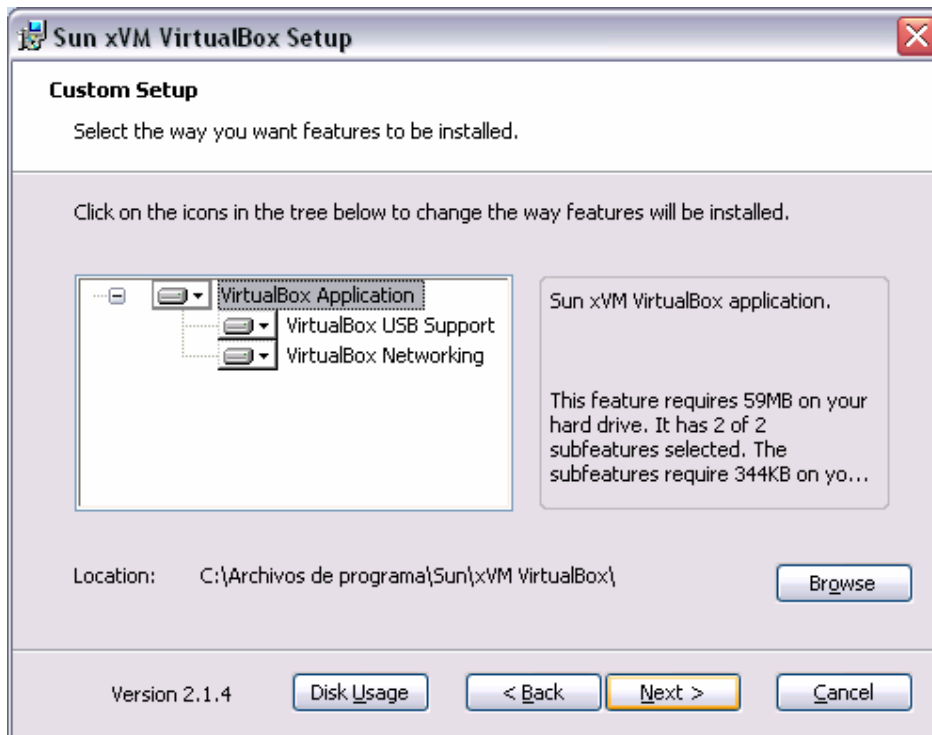 Sun xVM VirtualBox Setup
Custom Setup
Select the way you want features to be installed.
Click on the icons in the tree below to change the way features will be installed.
VirtualBox Application
VirtualBox USB Support
VirtualBox Networking
Sun xVM VirtualBox application.
This feature requires 59MB on your
hard drive. It has 2 of 2
subfeatures selected. The
subfeatures require 344KB on yo...
Location: C:\Archivos de programa\Sun\xVM VirtualBox\
Browse
Version 2.1.4
Disk Usage
< Back
Next >
Cancel